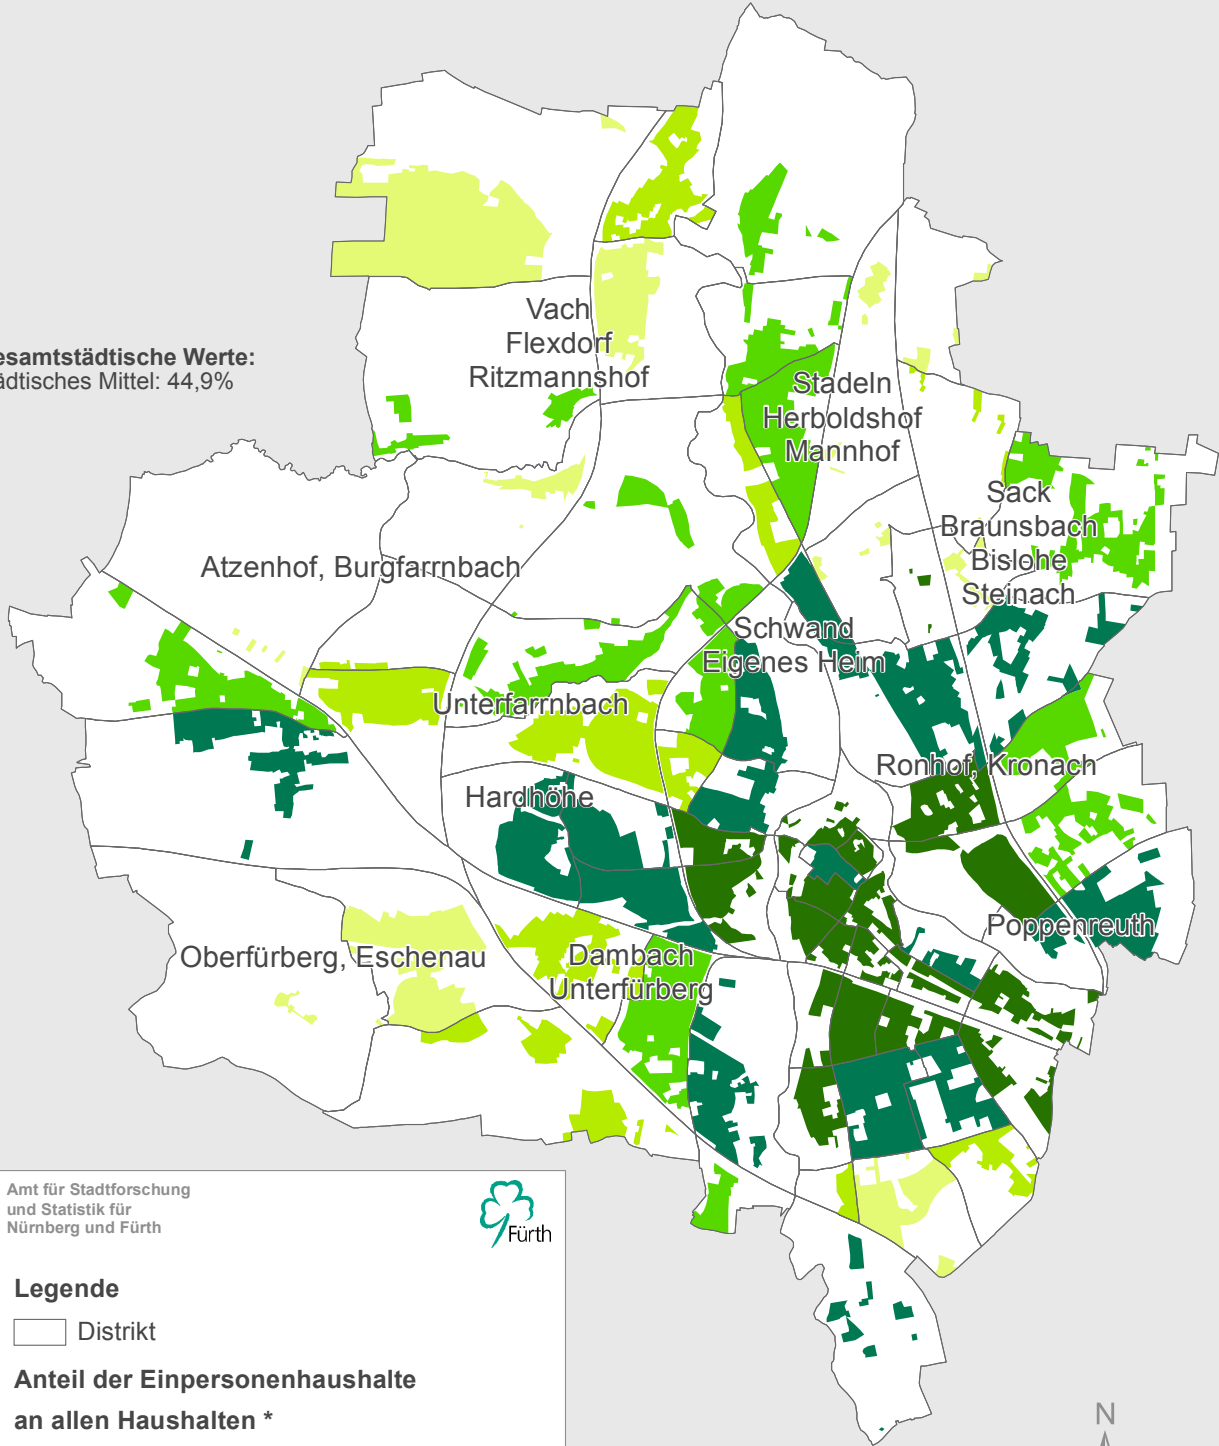 Vach
Flexdorf
Ritzmannshof
esamtstädtische Werte:
ädtisches Mittel: 44,9%
Stadeln
Herboldshof
Mannhof
Sack
Braunsbach
Bislohe
Steinach
Atzenhof, Burgfarrnbach
Schwand
Eigenes Heim
Unterfarrnbach
Ronhof, Kronach
Hardhöhe
Poppenreuth
Oberfürberg, Eschenau
Dambach
Unterfürberg
Amt für Stadtforschung
und Statistik für
Nürnberg und Fürth
Fürth
Legende
Distrikt
Anteil der Einpersonenhaushalte
an allen Haushalten *
N